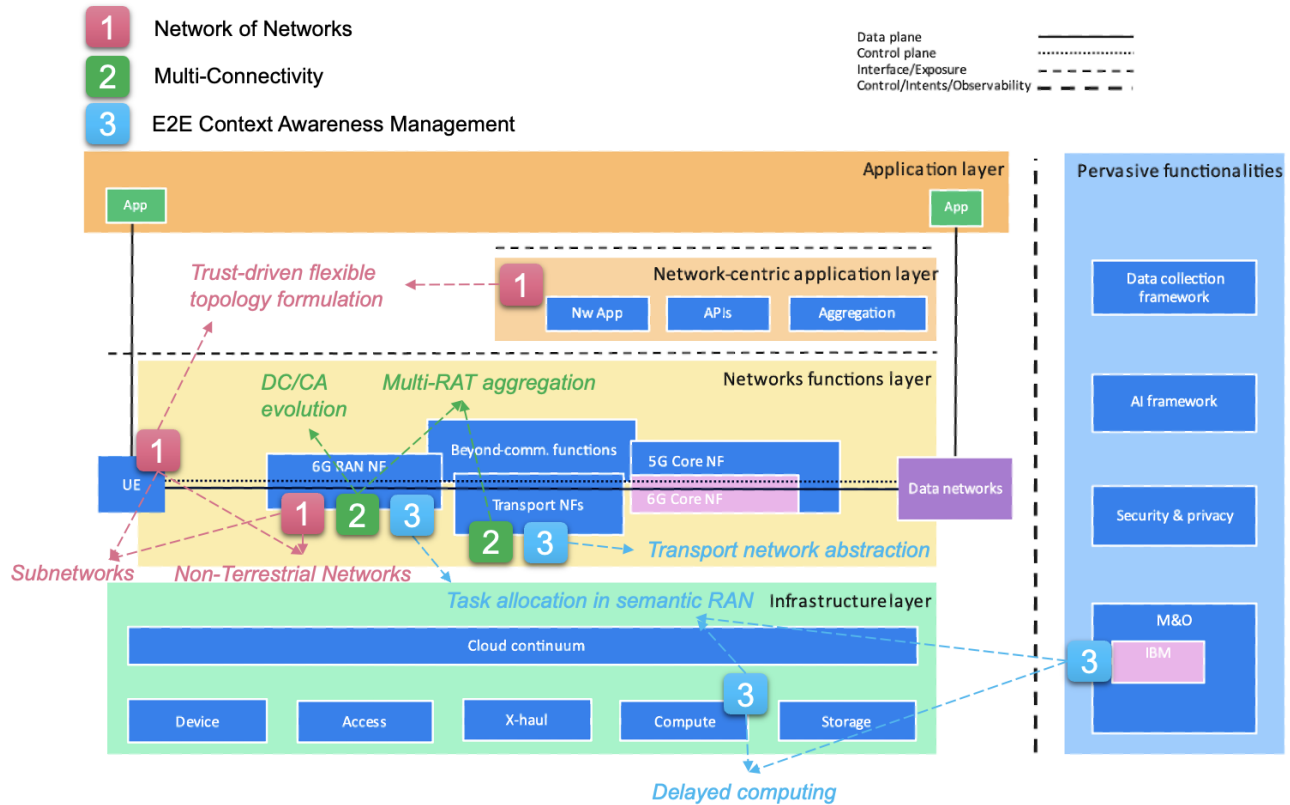 1 Network of Networks
2 Multi-Connectivity
3 E2E Context Awareness Management
Data plane
Control plane
Interface/Exposure
Control/Intents/Observability
Application layer
App
App
Pervasive functionalities
Trust-driven flexible
topology formulation
1
Network-centric application layer
Nw App
APIs
Aggregation
Data collection
framework
DC/CA
evolution
Multi-RAT aggregation
Networks functions layer
AI framework
1
UE
6G RAN NF
Beyond-comm. functions
5G Core NF
6G Core NF
Transport NFs
Data networks
1
2
3
2
3
Security & privacy
Subnetworks
Non-Terrestrial Networks
Transport network abstraction
Task allocation in semantic RAN
Infrastructure layer
Cloud continuum
M&O
IBM
3
3
Device
Access
X-haul
Compute
Storage
Delayed computing